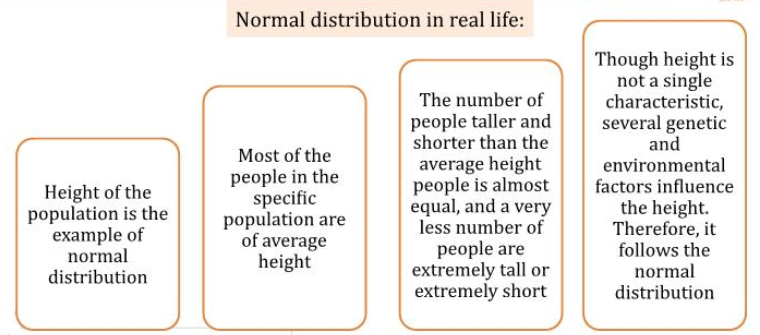 Normal distribution in real life:
Height of the
population is the
example of
normal
distribution
Most of the
people in the
specific
population are
of average
height
The number of
people taller and
shorter than the
average height
people is almost
equal, and a very
less number of
people are
extremely tall or
extremely short
Though height is
not a single
characteristic,
several genetic
and
environmental
factors influence
the height.
Therefore, it
follows the
normal
distribution